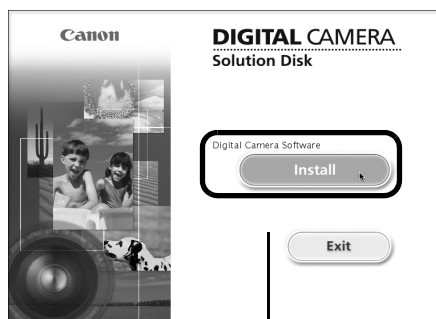 Canon
DIGITAL CAMERA
Solution Disk
Digital Camera Software
Install
Exit